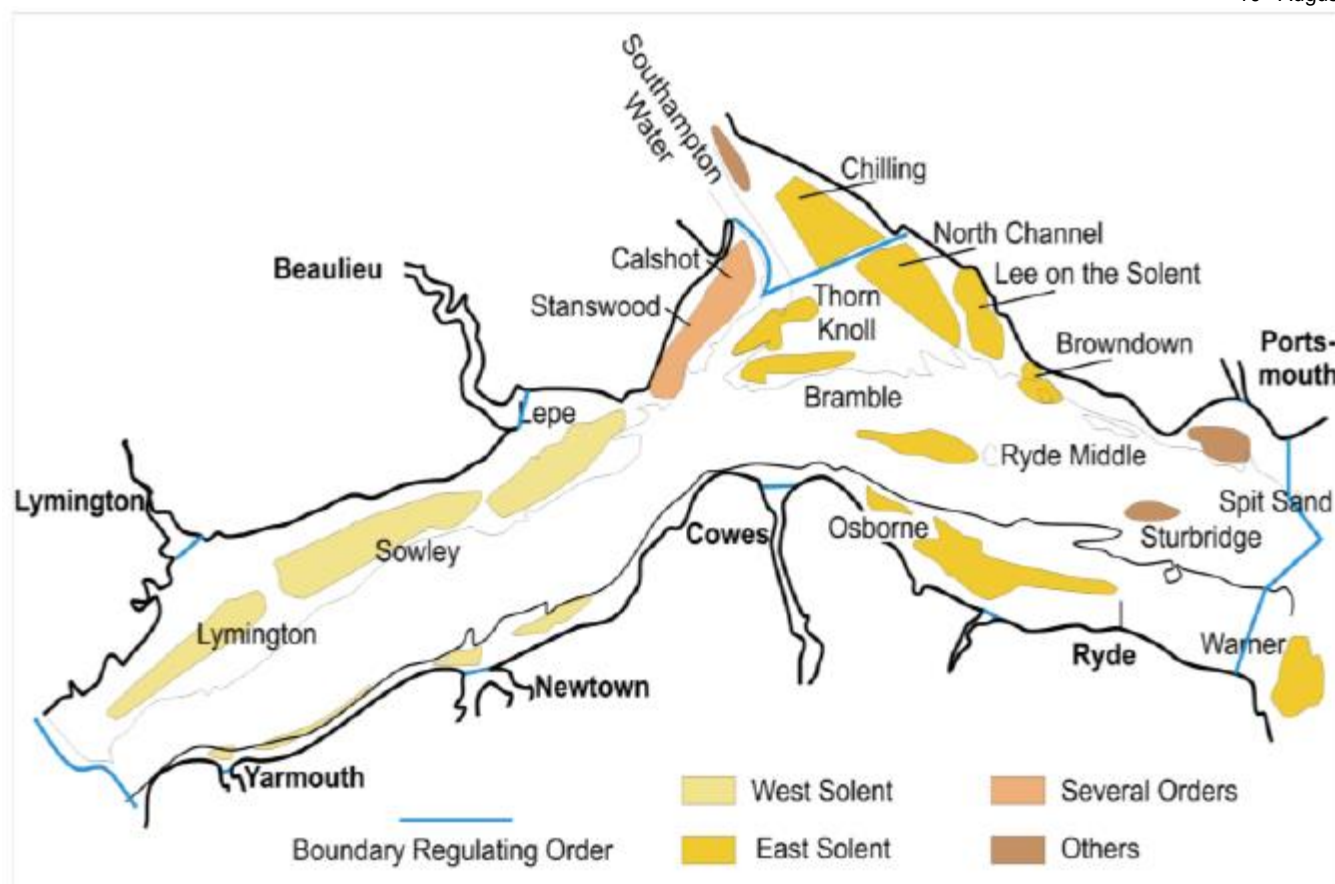 Southampton
Water
Chilling
North Channel
Calshot
Beaulieu
Lee on the Solent
Stanswood
Thorn
Knoll
Browndown
Ports-
mouth
Bramble
Lepe
Ryde Middle
Lymington
Spit Sand
Cowes
Osborne
Sturbridge
Sowley
Lymington
Warner
Ryde
Newtown
Yarmouth
West Solent
Several Orders
Boundary Regulating Order
East Solent
Others